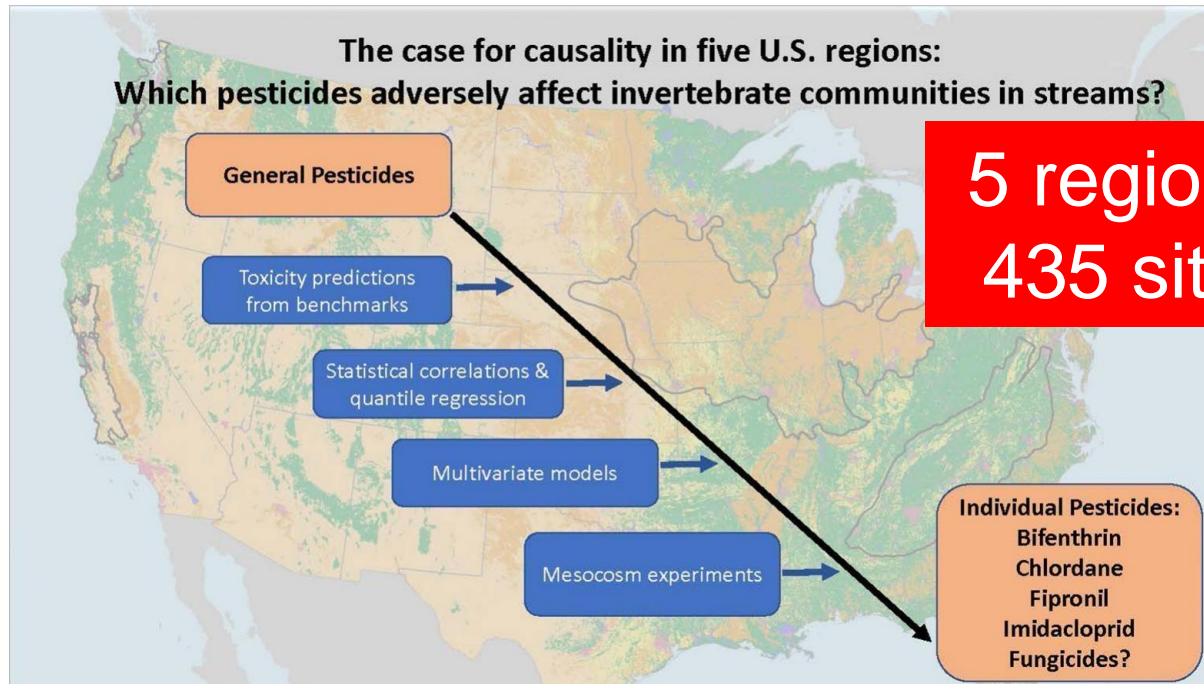 The case for causality in five U.S. regions:
Which pesticides adversely affect invertebrate communities in streams?
General Pesticides
5 regio
435 sit
Toxicity predictions
from benchmarks
Statistical correlations &
quantile regression
Multivariate models
Mesocosm experiments
Individual Pesticides:
Bifenthrin
Chlordane
Fipronil
Imidacloprid
Fungicides?